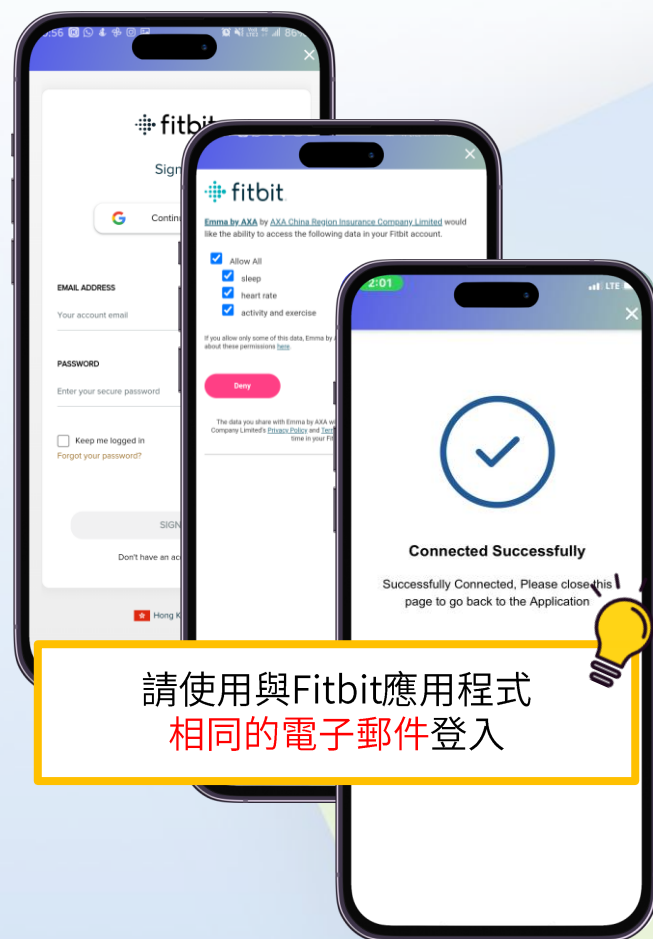 fitbit
Sign
G Contin
EMAIL ADDRESS
Your account email
PASSWORD
Enter your secure password
Keep me logged in
Forgot your password?
SIGN
Don't have an acc
Hong K
fitbit
Emma by AXA by AXA China Region Insurance Company Limited would
like the ability to access the following data in your Fitbit account.
Allow All
sleep
heart rate
activity and exercise
If you allow only some of this data, Emma by
about these permissions here.
Deny
The data you share with Emma by AXA wi
Company Limited's Privacy Policy and Ter
time in your Fit
2:01
LTE
Connected Successfully
Successfully Connected, Please close this
page to go back to the Application
請使用與Fitbit應用程式
相同的電子郵件登入